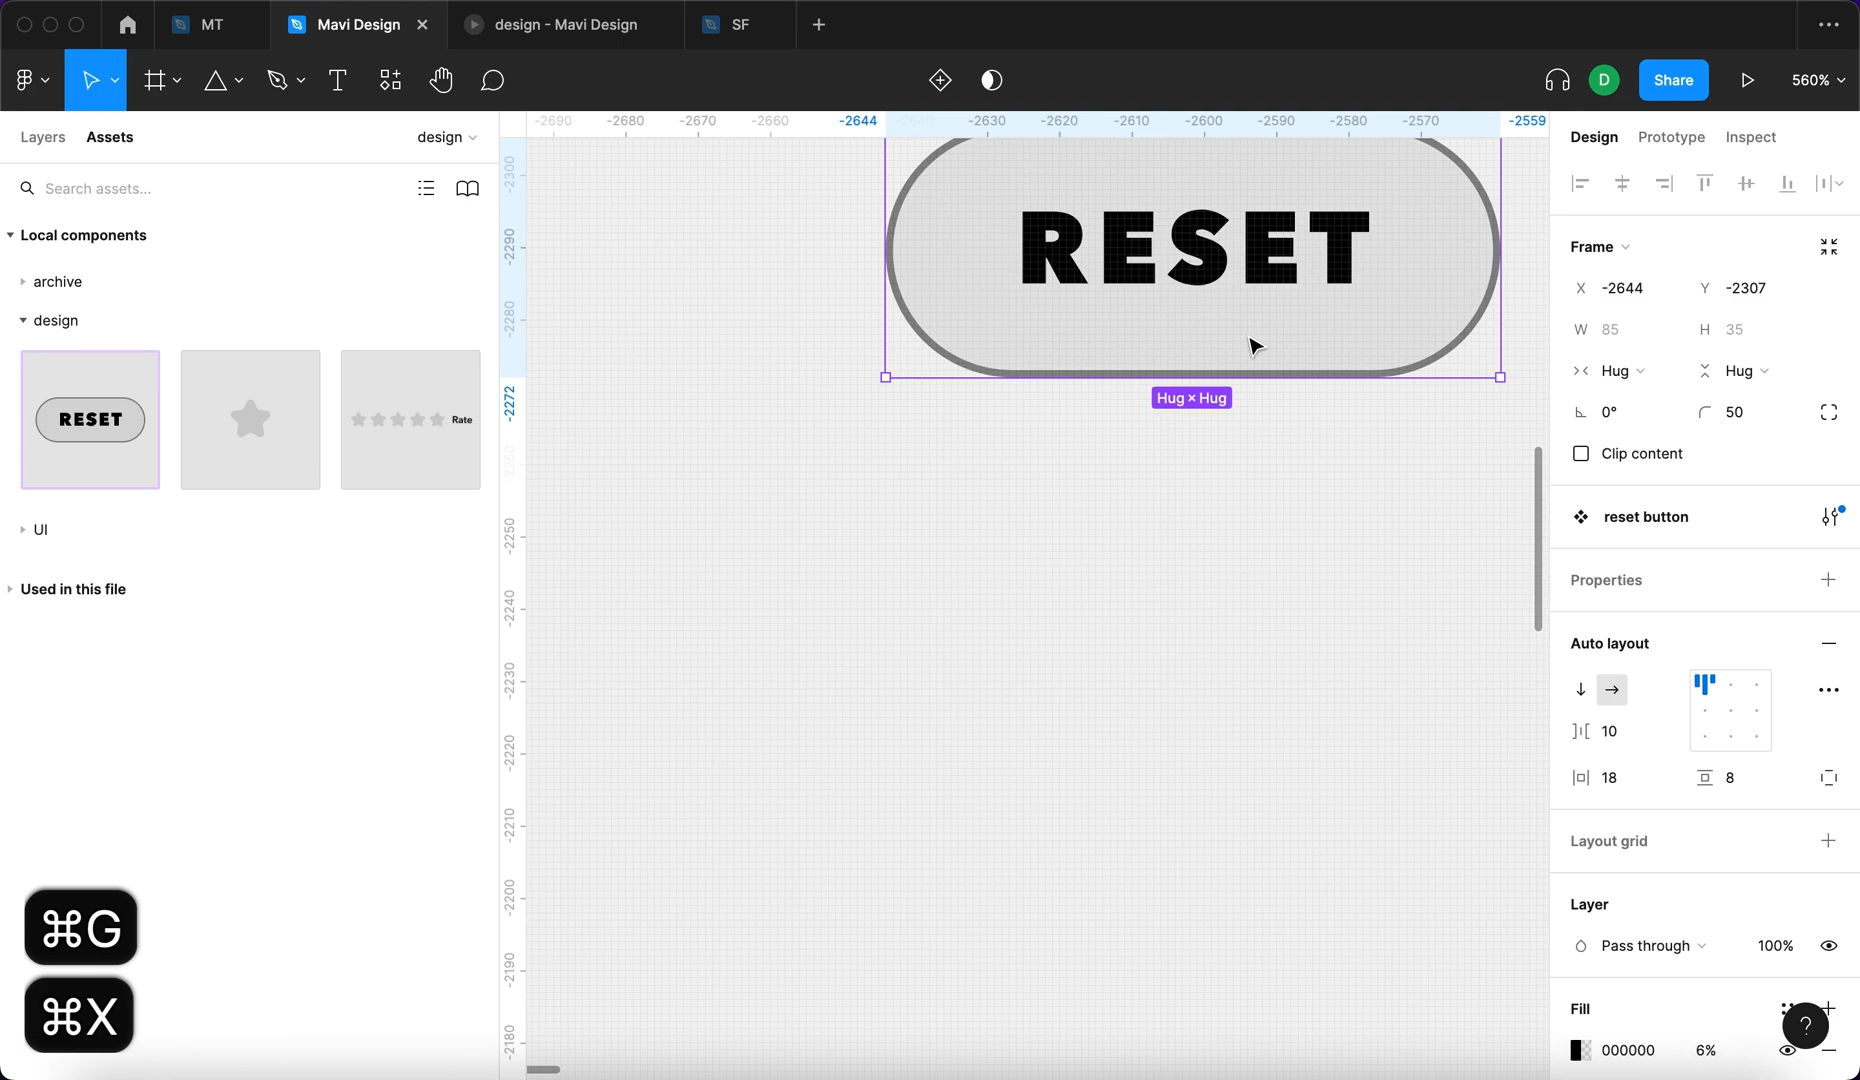 MT
Mavi Design
design - Mavi Design
SF
T
D
Share
560%
Layers
Assets
design
Search assets...
Local components
archive
design
RESET
Rate
UI
Used in this file
⌘G
⌘X
-2690
-2680
-2670
-2660
-2644
-2630
-2620
-2610
-2600
-2590
-2580
-2570
-2559
-2300
-2290
-2280
-2272
-2260
-2250
-2240
-2230
-2220
-2210
-2200
-2190
-2180
RESET
Hug × Hug
Design
Prototype
Inspect
Frame
X -2644
Y -2307
W 85
H 35
Hug
Hug
0°
50
Clip content
reset button
Properties
Auto layout
10
18
8
Layout grid
Layer
Pass through
100%
Fill
?
000000
6%